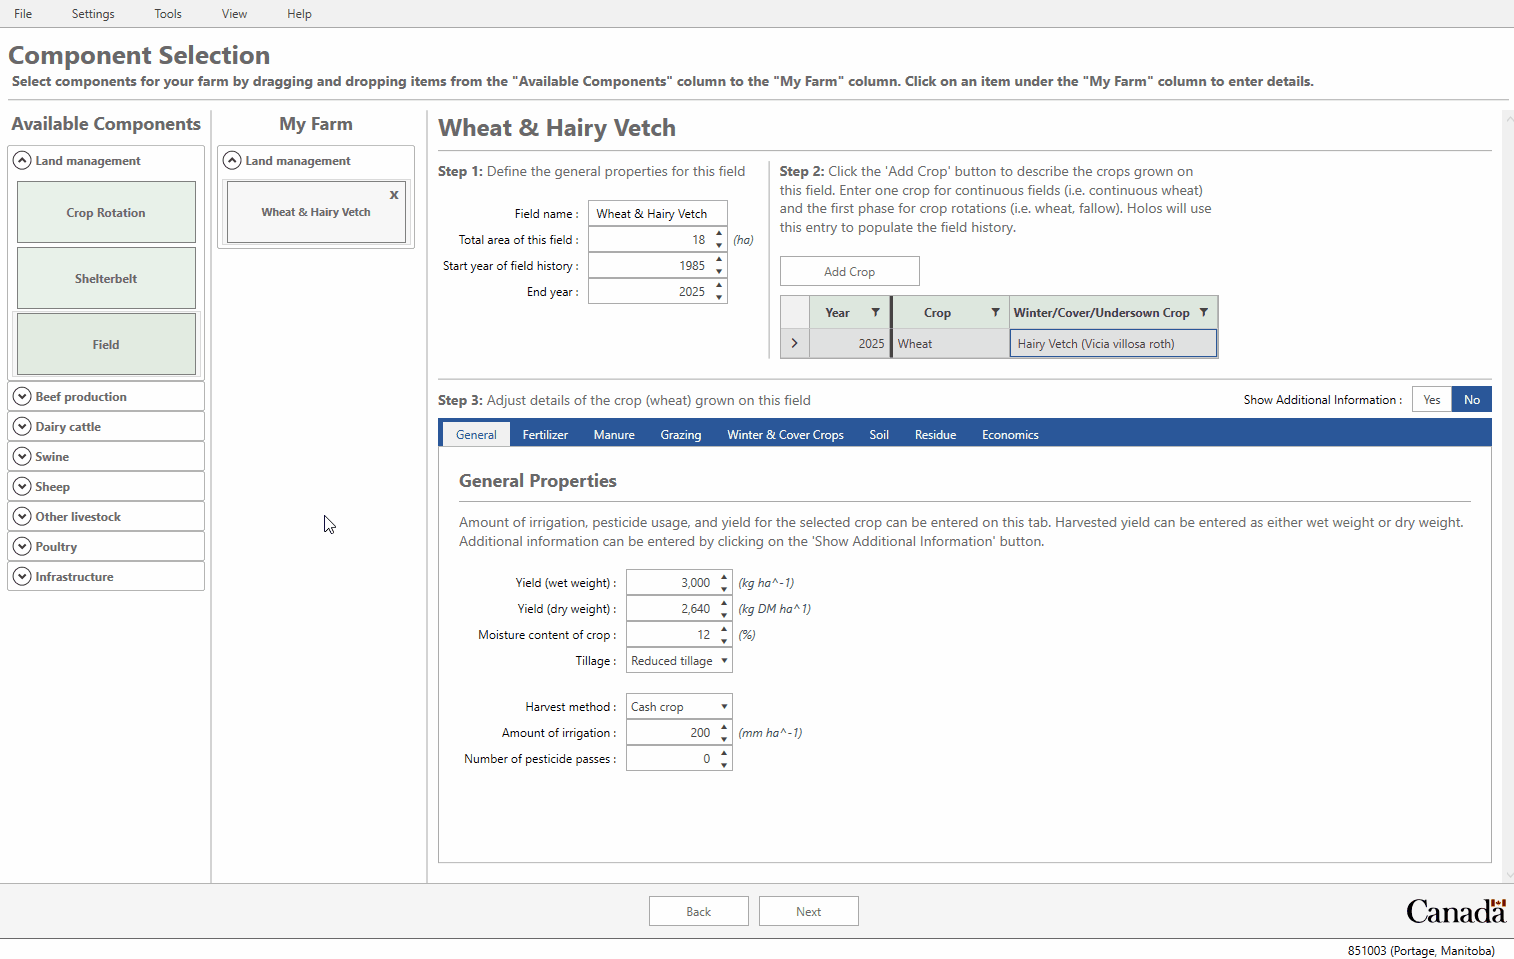 File Settings Tools View Help
Component Selection
Select components for your farm by dragging and dropping items from the "Available Components" column to the "My Farm" column. Click on an item under the "My Farm" column to enter details.
Available Components
Land management
Crop Rotation
Shelterbelt
Field
Beef production
Dairy cattle
Swine
Sheep
Other livestock
Poultry
Infrastructure
My Farm
Land management
x
Wheat & Hairy Vetch
Wheat & Hairy Vetch
Step 1: Define the general properties for this field
Field name : Wheat & Hairy Vetch
Total area of this field : 18 (ha)
Start year of field history : 1985
End year : 2025
Step 2: Click the 'Add Crop' button to describe the crops grown on
this field. Enter one crop for continuous fields (i.e. continuous wheat)
and the first phase for crop rotations (i.e. wheat, fallow). Holos will use
this entry to populate the field history.
Add Crop
Year Crop Winter/Cover/Undersown Crop
2025 Wheat Hairy Vetch (Vicia villosa roth)
Step 3: Adjust details of the crop (wheat) grown on this field
Show Additional Information : Yes No
General Fertilizer Manure Grazing Winter & Cover Crops Soil Residue Economics
General Properties
Amount of irrigation, pesticide usage, and yield for the selected crop can be entered on this tab. Harvested yield can be entered as either wet weight or dry weight.
Additional information can be entered by clicking on the 'Show Additional Information' button.
Yield (wet weight) : 3,000 (kg ha^-1)
Yield (dry weight) : 2,640 (kg DM ha^1)
Moisture content of crop : 12 (%)
Tillage : Reduced tillage
Harvest method : Cash crop
Amount of irrigation : 200 (mm ha^-1)
Number of pesticide passes : 0
Back Next
Canada
851003 (Portage, Manitoba)